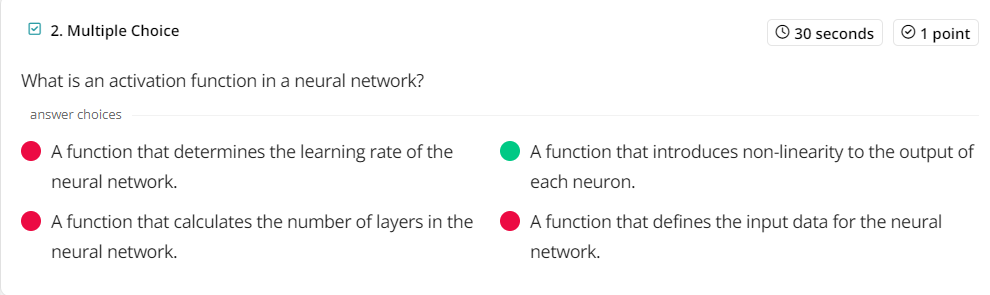 2. Multiple Choice
30 seconds
1 point
What is an activation function in a neural network?
answer choices
A function that determines the learning rate of the
neural network.
A function that introduces non-linearity to the output of
each neuron.
A function that calculates the number of layers in the
neural network.
A function that defines the input data for the neural
network.